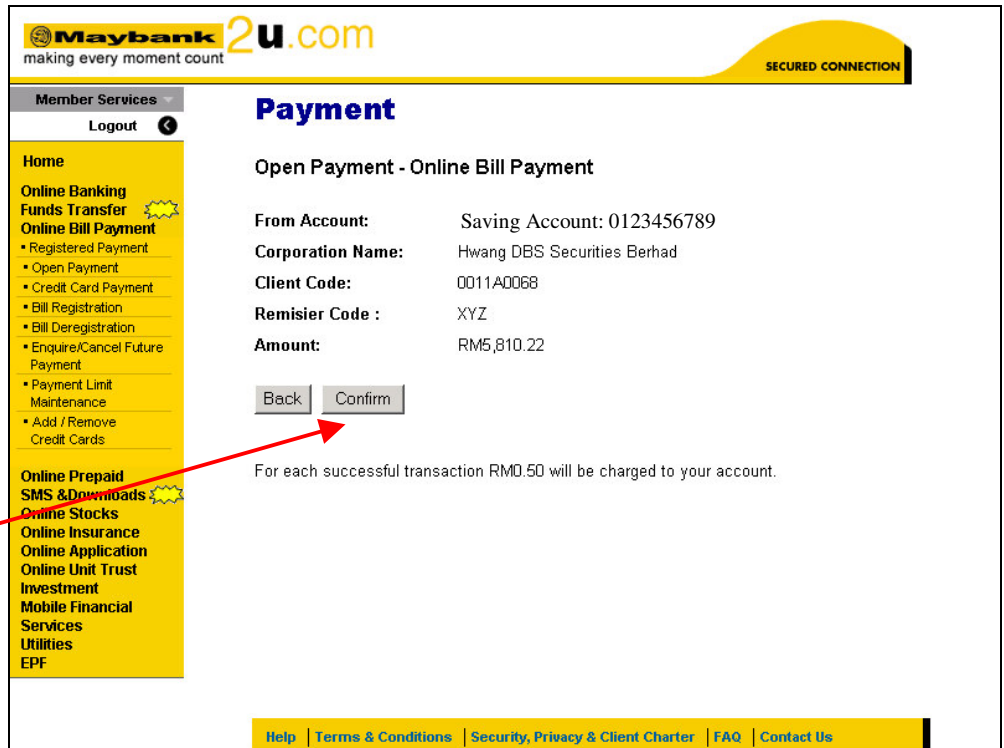 Maybank2u.com
making every moment count
SECURED CONNECTION
Member Services
Logout
Home
Online Banking
Funds Transfer
Online Bill Payment
▪ Registered Payment
▪ Open Payment
▪ Credit Card Payment
▪ Bill Registration
▪ Bill Deregistration
▪ Enquire/Cancel Future
Payment
▪ Payment Limit
Maintenance
▪ Add / Remove
Credit Cards
Online Prepaid
SMS &Downloads
Online Stocks
Online Insurance
Online Application
Online Unit Trust
Investment
Mobile Financial
Services
Utilities
EPF
Payment
Open Payment - Online Bill Payment
From Account: Saving Account: 0123456789
Corporation Name: Hwang DBS Securities Berhad
Client Code: 0011A0068
Remisier Code : XYZ
Amount: RM5,810.22
Back Confirm
For each successful transaction RM0.50 will be charged to your account.
Help | Terms & Conditions | Security, Privacy & Client Charter | FAQ | Contact Us